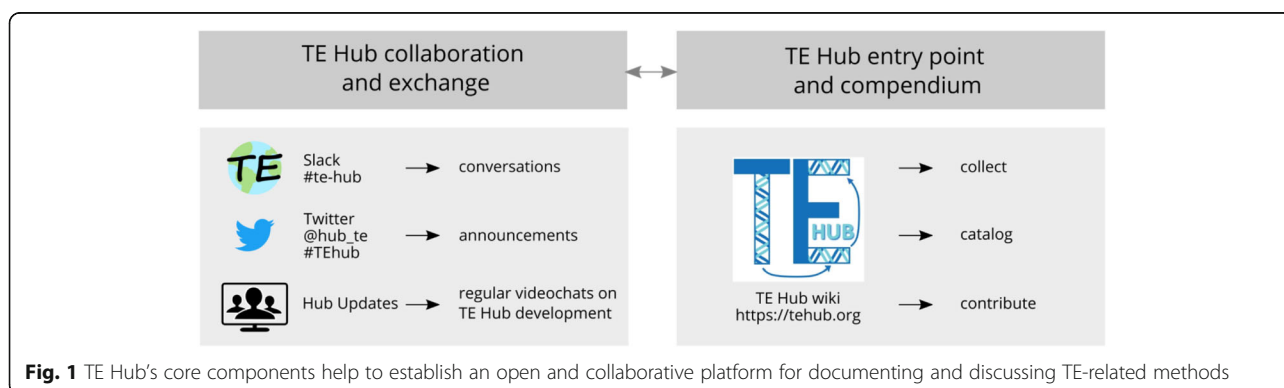 TE Hub collaboration
and exchange
TE Hub entry point
and compendium
TE
Slack
#te-hub
conversations
Twitter
@hub_te
#TEhub
announcements
Hub Updates
regular videochats on
TE Hub development
TE
HUB
TE Hub wiki
https://tehub.org
collect
catalog
contribute
Fig. 1 TE Hub's core components help to establish an open and collaborative platform for documenting and discussing TE-related methods